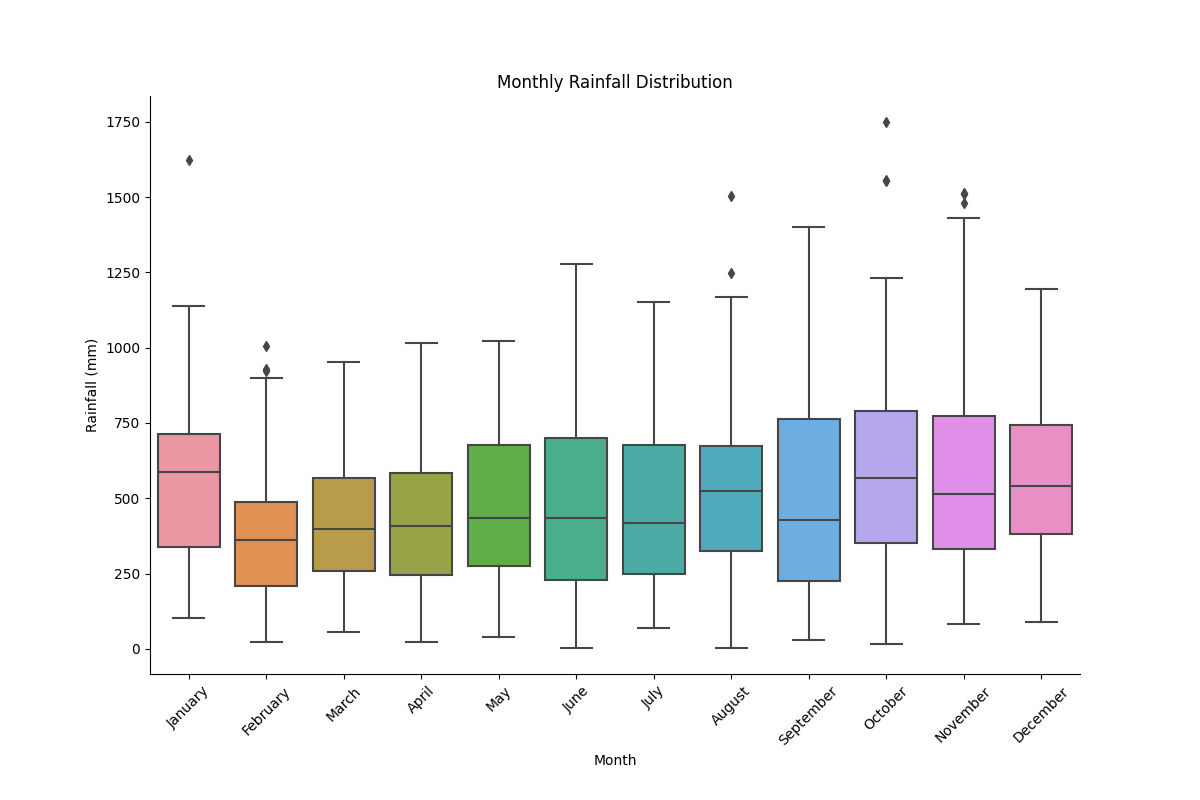 Monthly Rainfall Distribution
1750
1500
1250
1000
750
500
250
0
Rainfall (mm)
January
February
March
April
May
June
July
August
September
October
November
December
Month